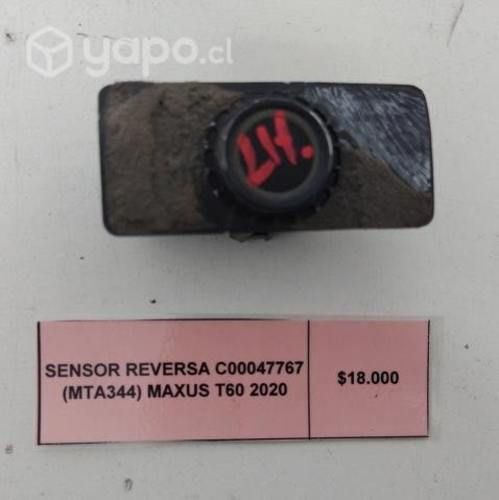 yapo.cl
LH.
SENSOR REVERSA C00047767
(MTA344) MAXUS T60 2020
$18.000